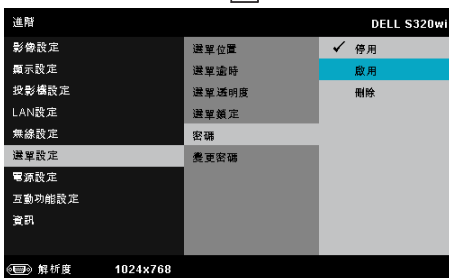 進階 DELL S320wi
影像設定
顯示設定
投影機設定
LAN設定
無線設定
選單設定
電源設定
互動功能設定
資訊
選單位置
選單逾時
選單透明度
選單鎖定
密碼
變更密碼
✓ 停用
啟用
刪除
解析度 1024x768